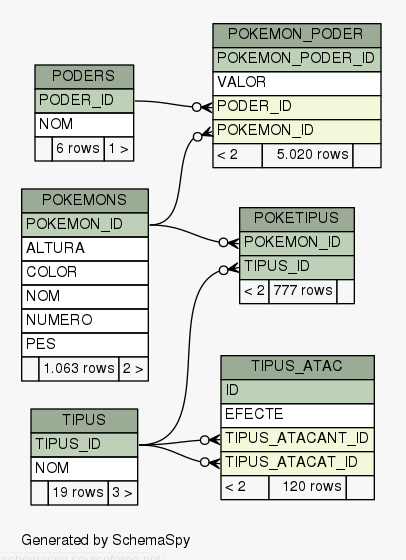 PODERS
PODER_ID
NOM
6 rows 1 >
POKEMON_PODER
POKEMON_PODER_ID
VALOR
PODER_ID
POKEMON_ID
< 2 5.020 rows
POKEMONS
POKEMON_ID
ALTURA
COLOR
NOM
NUMERO
PES
1.063 rows 2 >
POKETIPUS
POKEMON_ID
TIPUS_ID
< 2 777 rows
TIPUS
TIPUS_ID
NOM
19 rows 3 >
TIPUS_ATAC
ID
EFECTE
TIPUS_ATACANT_ID
TIPUS_ATACAT_ID
< 2 120 rows
Generated by SchemaSpy